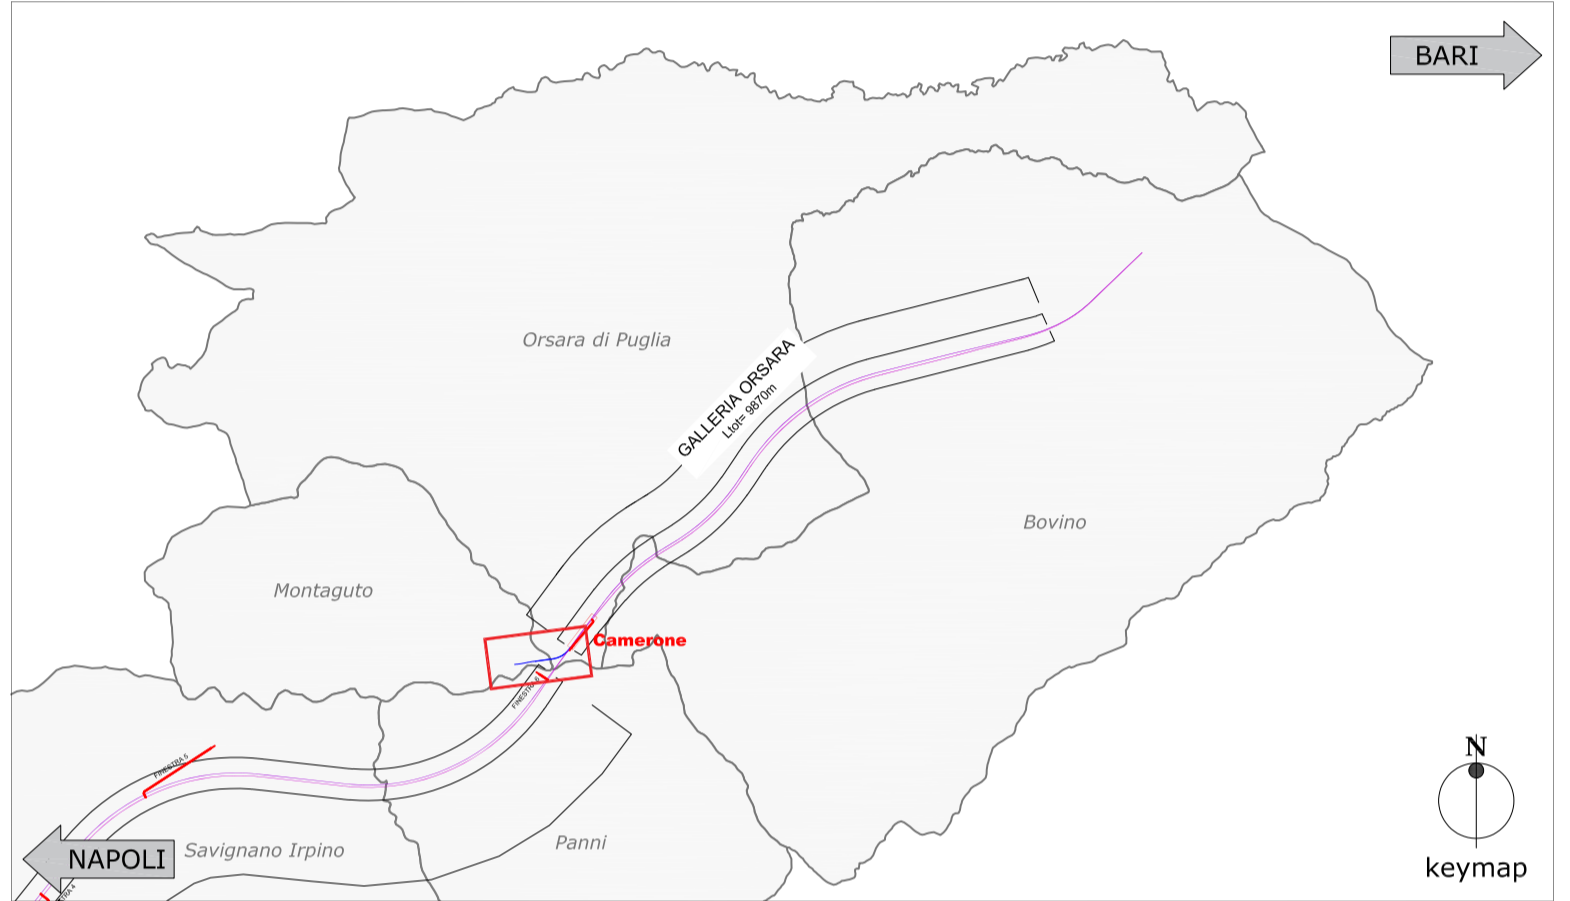 BARI
Orsara di Puglia
GALLERIA ORSARA
Ltot= 9870m
Bovino
Montaguto
Camerone
FINESTRA 5
NAPOLI
Savignano Irpino
Panni
N
keymap